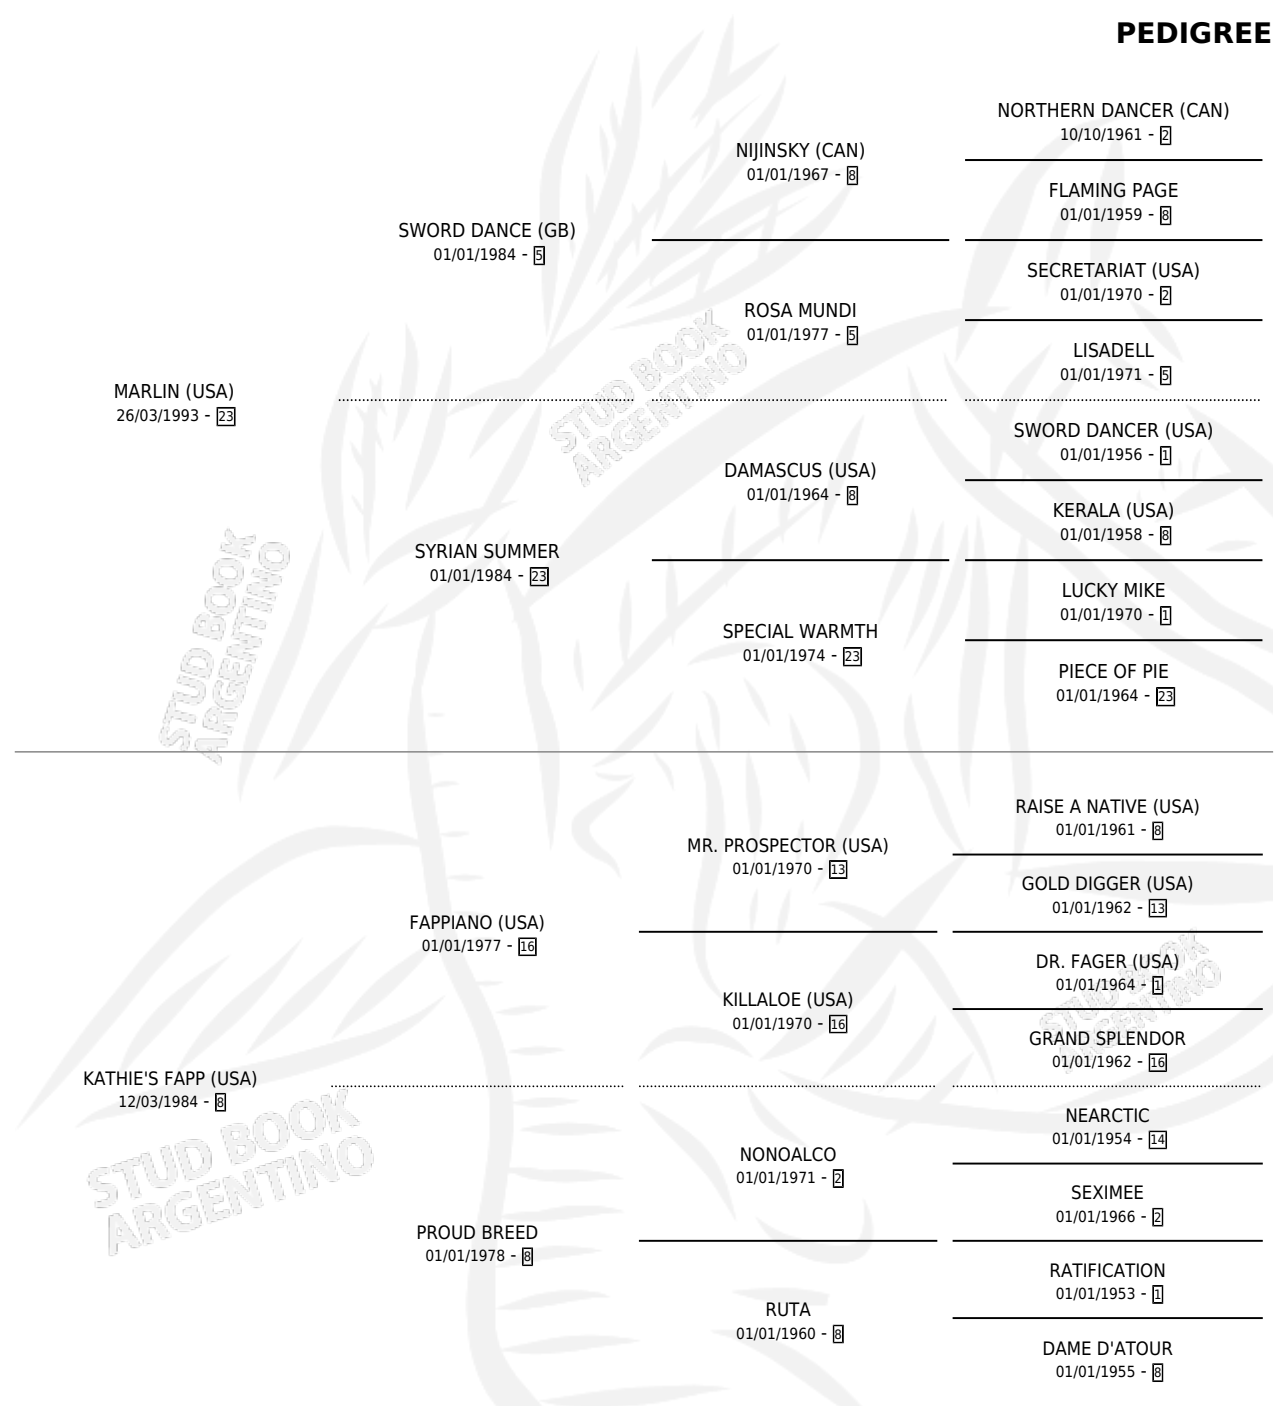 PEDIGREE
NORTHERN DANCER (CAN)
10/10/1961 - 2
NIJINSKY (CAN)
01/01/1967 - 8
FLAMING PAGE
01/01/1959 - 8
SWORD DANCE (GB)
01/01/1984 - 5
SECRETARIAT (USA)
01/01/1970 - 2
ROSA MUNDI
01/01/1977 - 5
LISADELL
01/01/1971 - 5
MARLIN (USA)
26/03/1993 - 23
SWORD DANCER (USA)
01/01/1956 - 1
DAMASCUS (USA)
01/01/1964 - 8
KERALA (USA)
01/01/1958 - 8
SYRIAN SUMMER
01/01/1984 - 23
LUCKY MIKE
01/01/1970 - 1
SPECIAL WARMTH
01/01/1974 - 23
PIECE OF PIE
01/01/1964 - 23
RAISE A NATIVE (USA)
01/01/1961 - 8
MR. PROSPECTOR (USA)
01/01/1970 - 13
GOLD DIGGER (USA)
01/01/1962 - 13
FAPPIANO (USA)
01/01/1977 - 16
DR. FAGER (USA)
01/01/1964 - 1
KILLALOE (USA)
01/01/1970 - 16
GRAND SPLENDOR
01/01/1962 - 16
KATHIE'S FAPP (USA)
12/03/1984 - 8
NEARCTIC
01/01/1954 - 14
NONOALCO
01/01/1971 - 2
SEXIMEE
01/01/1966 - 2
PROUD BREED
01/01/1978 - 8
RATIFICATION
01/01/1953 - 1
RUTA
01/01/1960 - 8
DAME D'ATOUR
01/01/1955 - 8
STUD BOOK
ARGENTINO
STUD BOOK
ARGENTINO
STUD BOOK
ARGENTINO
STUD BOOK
ARGENTINO